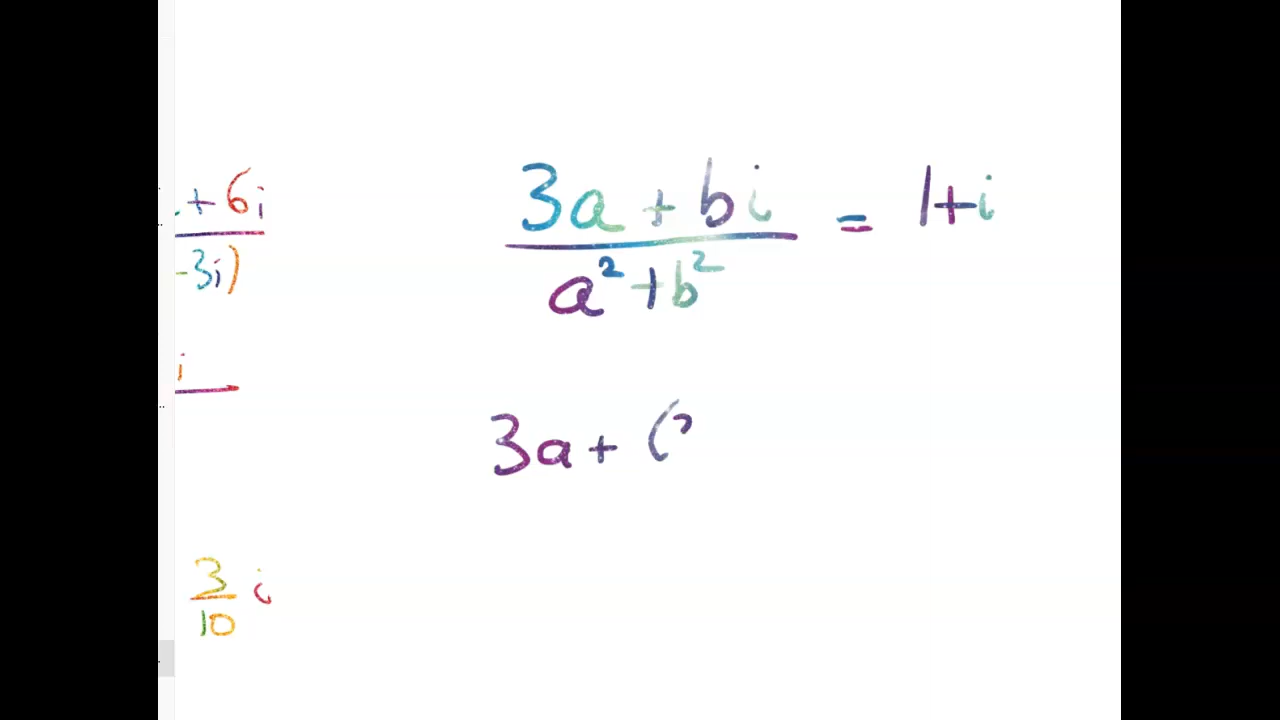 + 6i
-3i)
i
3/10 i
(3a + bi)/(a² + b²) = 1+i
3a + (